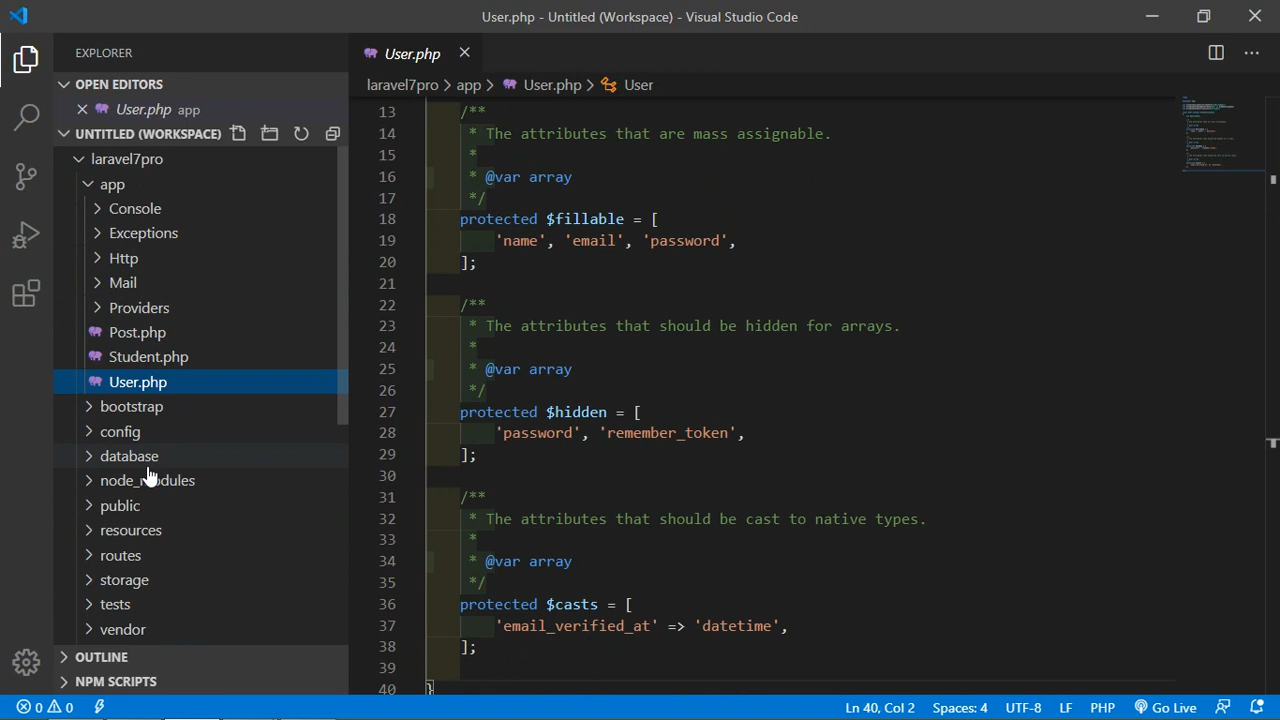 User.php - Untitled (Workspace) - Visual Studio Code
EXPLORER
OPEN EDITORS
User.php app
UNTITLED (WORKSPACE)
laravel7pro
app
Console
Exceptions
Http
Mail
Providers
Post.php
Student.php
User.php
bootstrap
config
database
node_modules
public
resources
routes
storage
tests
vendor
OUTLINE
NPM SCRIPTS
User.php
laravel7pro > app > User.php > User
13 /**
14 * The attributes that are mass assignable.
15 *
16 * @var array
17 */
18 protected $fillable = [
19 'name', 'email', 'password',
20 ];
21
22 /**
23 * The attributes that should be hidden for arrays.
24 *
25 * @var array
26 */
27 protected $hidden = [
28 'password', 'remember_token',
29 ];
30
31 /**
32 * The attributes that should be cast to native types.
33 *
34 * @var array
35 */
36 protected $casts = [
37 'email_verified_at' => 'datetime',
38 ];
39
40 }
0 0 Ln 40, Col 2 Spaces: 4 UTF-8 LF PHP Go Live